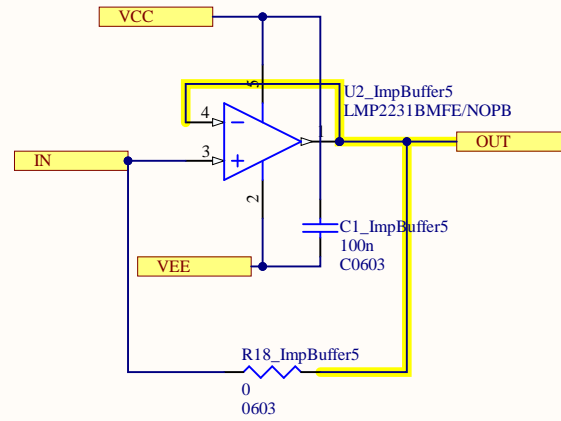 VCC
5
U2_ImpBuffer5
LMP2231BMFE/NOPB
4
1
OUT
3
IN
2
C1_ImpBuffer5
100n
C0603
VEE
R18_ImpBuffer5
0
0603